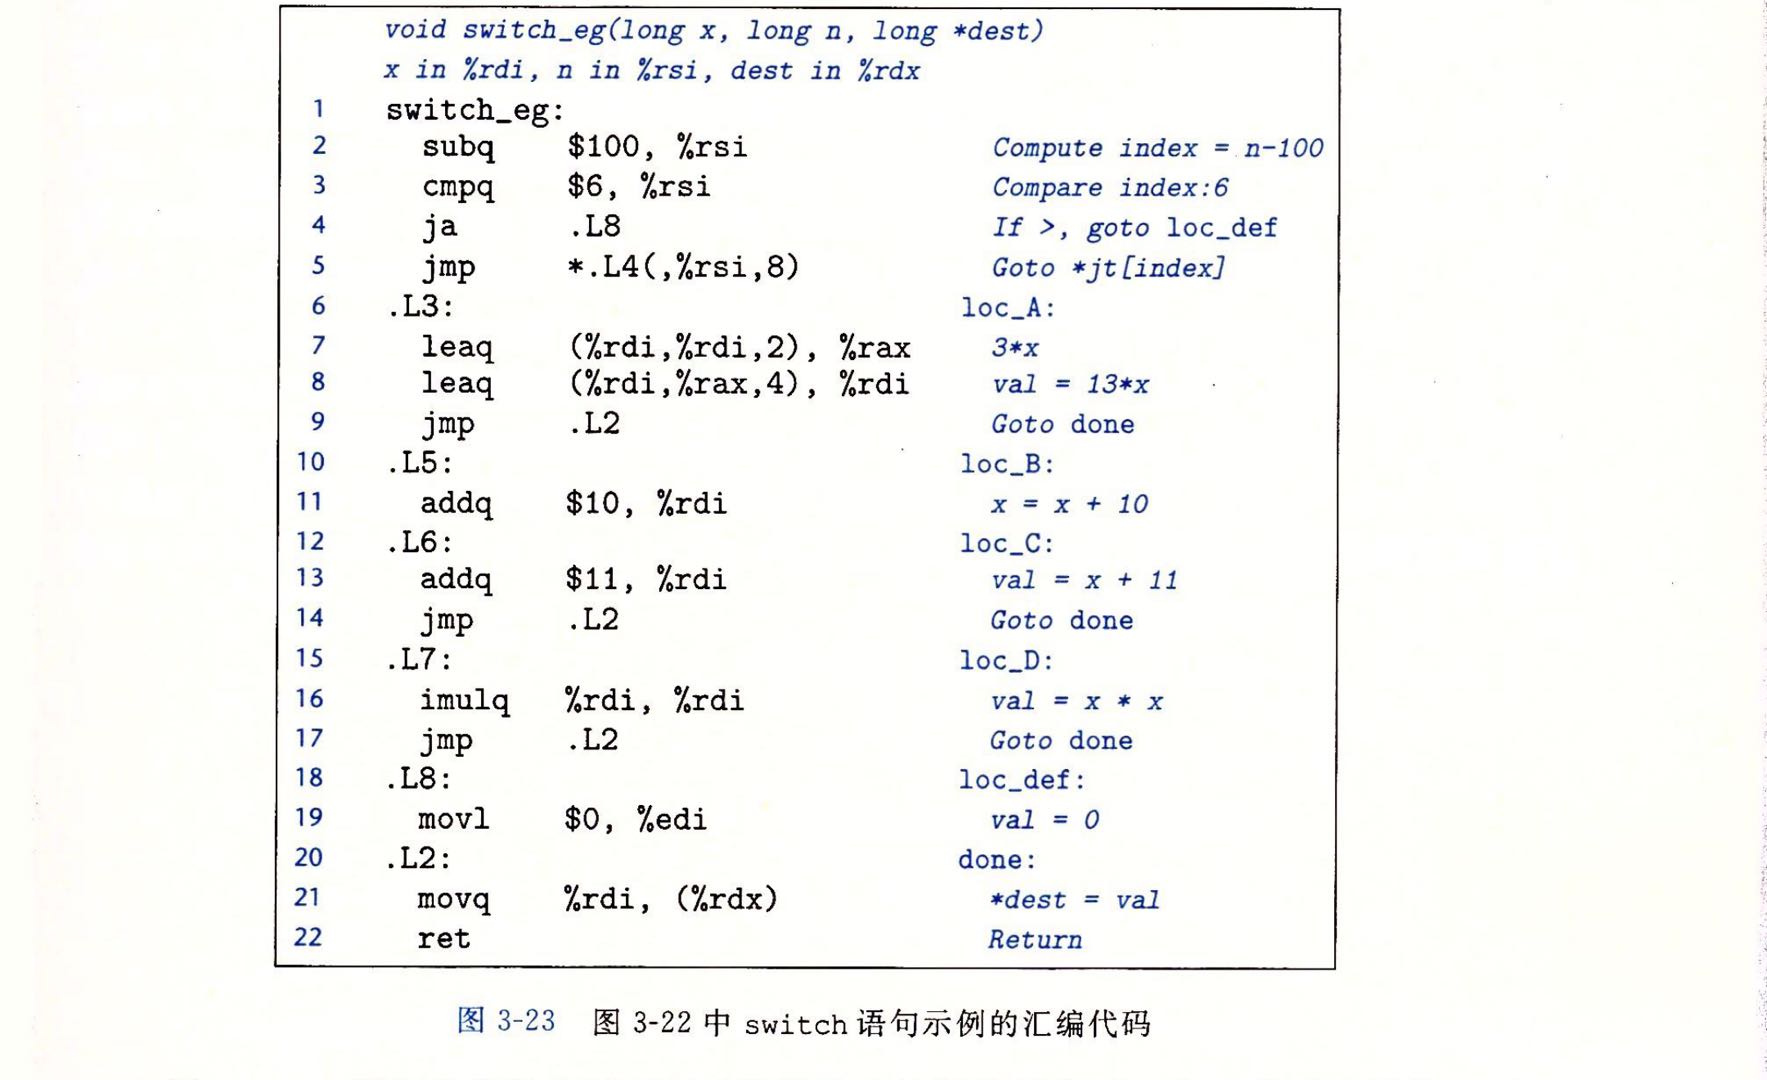 void switch_eg(long x, long n, long *dest)
x in %rdi, n in %rsi, dest in %rdx
1 switch_eg:
2 subq $100, %rsi Compute index = n-100
3 cmpq $6, %rsi Compare index:6
4 ja .L8 If >, goto loc_def
5 jmp *.L4(,%rsi,8) Goto *jt[index]
6 .L3: loc_A:
7 leaq (%rdi,%rdi,2), %rax 3*x
8 leaq (%rdi,%rax,4), %rdi val = 13*x
9 jmp .L2 Goto done
10 .L5: loc_B:
11 addq $10, %rdi x = x + 10
12 .L6: loc_C:
13 addq $11, %rdi val = x + 11
14 jmp .L2 Goto done
15 .L7: loc_D:
16 imulq %rdi, %rdi val = x * x
17 jmp .L2 Goto done
18 .L8: loc_def:
19 movl $0, %edi val = 0
20 .L2: done:
21 movq %rdi, (%rdx) *dest = val
22 ret Return
图 3-23 图 3-22 中 switch 语句示例的汇编代码